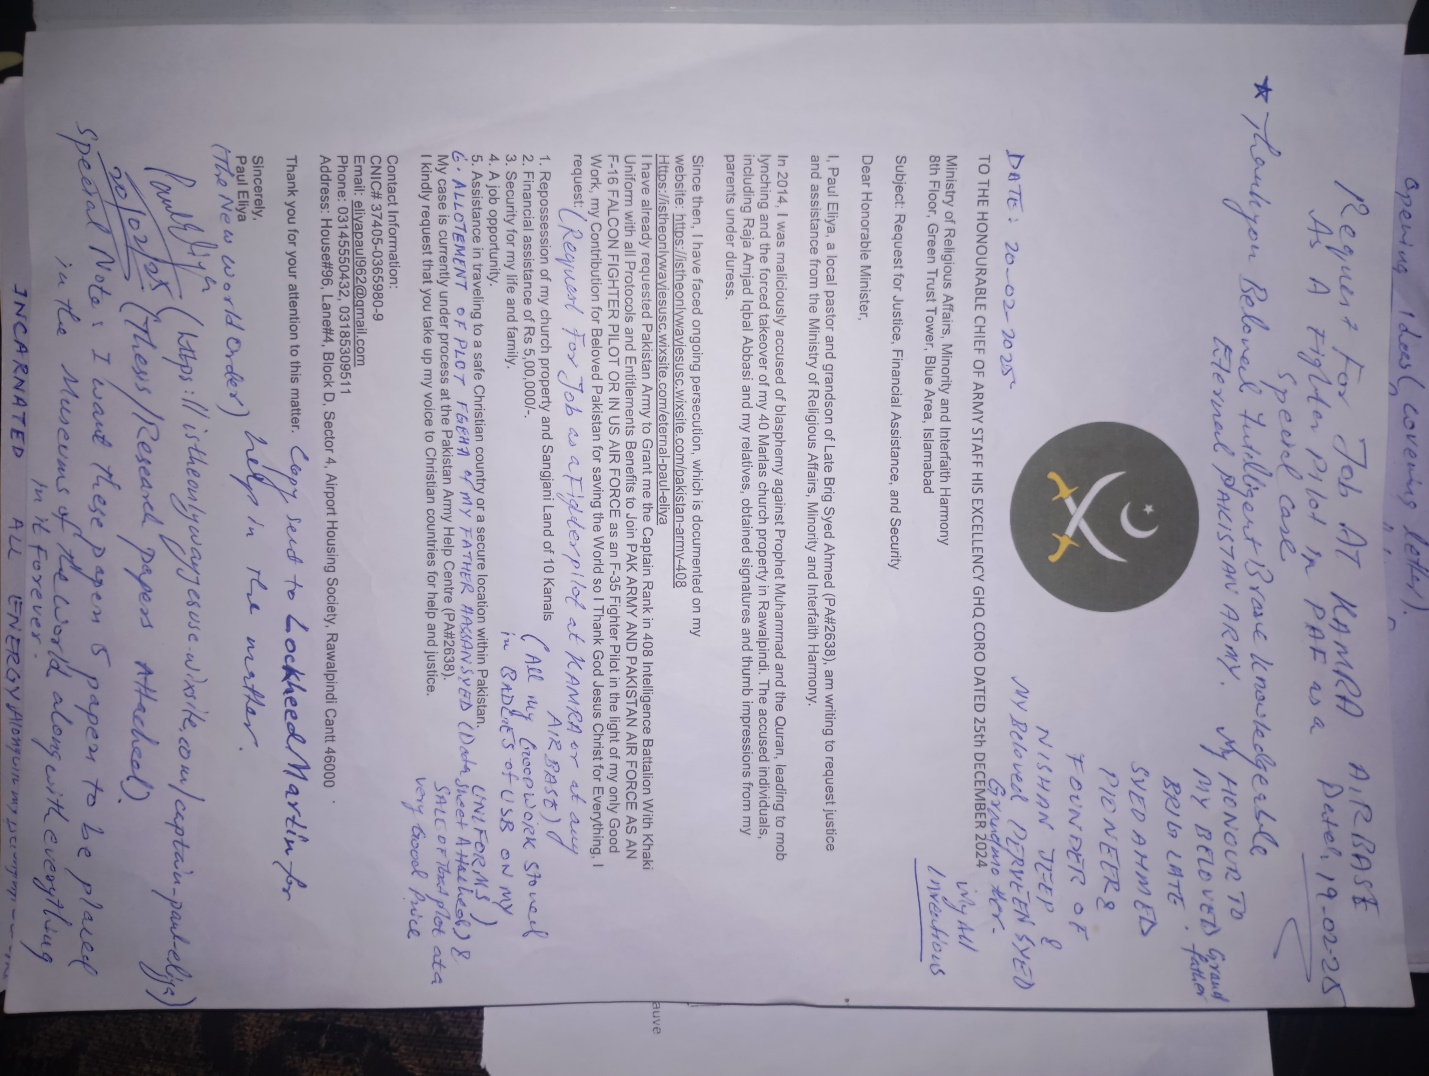 opening ideas (covering letter).
Request For Job AT KAMRA AIRBASE
As A Fighter Pilot in PAF as a Dated, 19-02-25
special case
★ Thankyou Beloved Intelligent Brave Knowledgeable
Eternal PAKISTAN ARMY.
My HONOUR TO
MY BELOVED Grand father
BRIG LATE.
SYED AHMED
PIONEER &
FOUNDER OF
NISHAN JEEP &
MY BELOVED PERVEEN SYED
Grandmother.
My All
Inventions
DATE: 20-02-2025
TO THE HONOURABLE CHIEF OF ARMY STAFF HIS EXCELLENCY GHQ CORO DATED 25th DECEMBER 2024
Ministry of Religious Affairs, Minority and Interfaith Harmony
8th Floor, Green Trust Tower, Blue Area, Islamabad
Subject: Request for Justice, Financial Assistance, and Security
Dear Honorable Minister,
I, Paul Eliya, a local pastor and grandson of Late Brig Syed Ahmed (PA#2638), am writing to request justice
and assistance from the Ministry of Religious Affairs, Minority and Interfaith Harmony.
In 2014, I was maliciously accused of blasphemy against Prophet Muhammad and the Quran, leading to mob
lynching and the forced takeover of my 40 Marlas church property in Rawalpindi. The accused individuals,
including Raja Amjad Iqbal Abbasi and my relatives, obtained signatures and thumb impressions from my
parents under duress.
Since then, I have faced ongoing persecution, which is documented on my
website: https://istheonlywaviesusc.wixsite.com/pakistan-army-408
Https://istheonlywaviesusc.wixsite.com/eternal-paul-eliya
I have already requested Pakistan Army to Grant me the Captain Rank in 408 Intelligence Battalion With Khaki
Uniform with all Protocols and Entitlements Benefits to Join PAK ARMY AND PAKISTAN AIR FORCE AS AN
F-16 FALCON FIGHTER PILOT OR IN US AIR FORCE as an F-35 Fighter Pilot in the light of my only Good
Work, my Contribution for Beloved Pakistan for saving the World so I Thank God Jesus Christ for Everything, I
request: (Request For Job as a Fighterpilot at KAMRA or at any
AIRBASE)
1. Repossession of my church property and Sangjani Land of 10 Kanals
2. Financial assistance of Rs 5,00,000/-.
3. Security for my life and family.
4. A job opportunity.
5. Assistance in traveling to a safe Christian country or a secure location within Pakistan.
(All my GOODWORK stored
in BADGES of USB ON MY
UNIFORMS)
6. ALLOTEMENT OF PLOT FGEHA of MY FATHER HASSAN SYED (Data Sheet Attached) &
SALE of that plot at a
very Good Price
My case is currently under process at the Pakistan Army Help Centre (PA#2638).
I kindly request that you take up my voice to Christian countries for help and justice.
Contact Information:
CNIC# 37405-0365980-9
Email: eliyapaul962@gmail.com
Phone: 03145550432, 03185309511
Address: House#96, Lane#4, Block D, Sector 4, Airport Housing Society, Rawalpindi Cantt 46000
Thank you for your attention to this matter. Copy sent to Lockheed Martin for
help in the matter.
Sincerely,
Paul Eliya
(The New World Order)
Paul Eliya (https://istheonlywayjesusc.wixsite.com/captain-paul-eliya)
20/02/25 (Thesis/Research papers Attached).
Special Note: I want these papers 5 papers to be placed
in the Museums of the World along with everything
in it Forever.
INCARNATED ALL ENERGY Along with my
auve